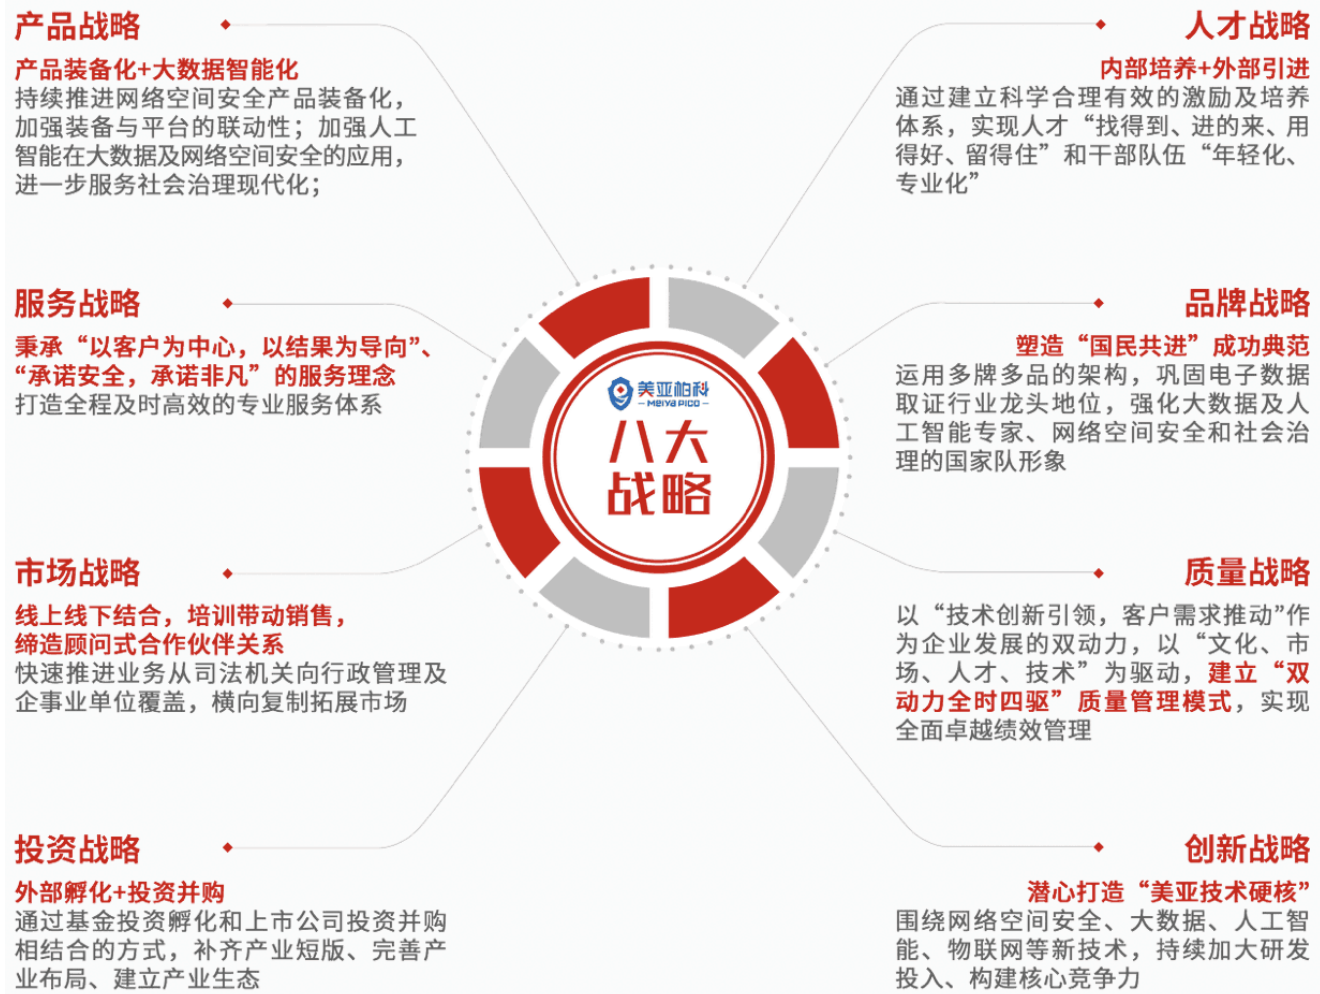 产品战略
产品装备化+大数据智能化
持续推进网络空间安全产品装备化，
加强装备与平台的联动性；加强人工
智能在大数据及网络空间安全的应用，
进一步服务社会治理现代化；
服务战略
秉承“以客户为中心，以结果为导向”、
“承诺安全，承诺非凡”的服务理念
打造全程及时高效的专业服务体系
市场战略
线上线下结合，培训带动销售，
缔造顾问式合作伙伴关系
快速推进业务从司法机关向行政管理及
企事业单位覆盖，横向复制拓展市场
投资战略
外部孵化+投资并购
通过基金投资孵化和上市公司投资并购
相结合的方式，补齐产业短版、完善产
业布局、建立产业生态
美亚柏科
MEIYA PICO
八大
战略
人才战略
内部培养+外部引进
通过建立科学合理有效的激励及培养
体系，实现人才“找得到、进的来、用
得好、留得住”和干部队伍“年轻化、
专业化”
品牌战略
塑造“国民共进”成功典范
运用多牌多品的架构，巩固电子数据
取证行业龙头地位，强化大数据及人
工智能专家、网络空间安全和社会治
理的国家队形象
质量战略
以“技术创新引领，客户需求推动”作
为企业发展的双动力，以“文化、市
场、人才、技术”为驱动，建立“双
动力全时四驱”质量管理模式，实现
全面卓越绩效管理
创新战略
潜心打造“美亚技术硬核”
围绕网络空间安全、大数据、人工智
能、物联网等新技术，持续加大研发
投入、构建核心竞争力